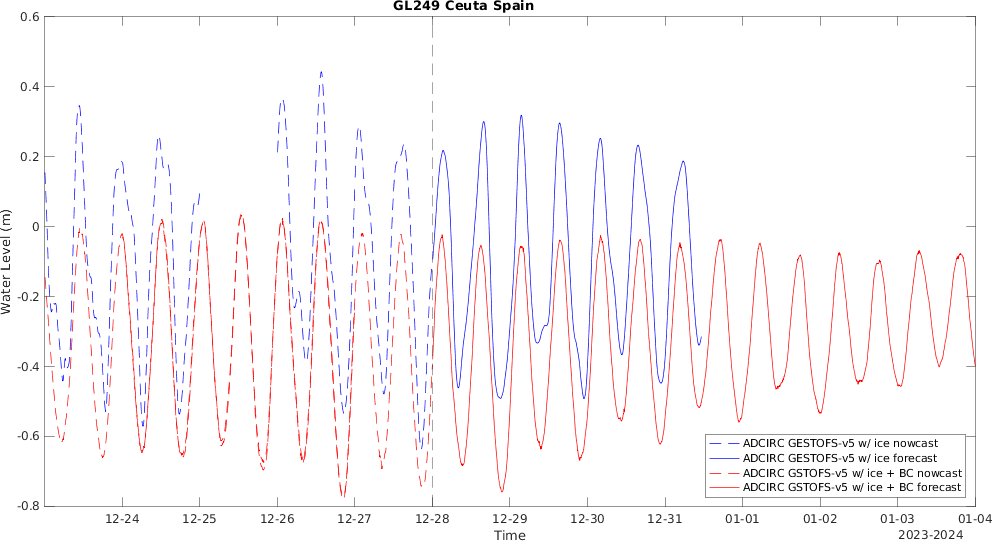 GL249 Ceuta Spain
Water Level (m)
0.6
0.4
0.2
0
-0.2
-0.4
-0.6
-0.8
ADCIRC GESTOFS-v5 w/ ice nowcast
ADCIRC GESTOFS-v5 w/ ice forecast
ADCIRC GSTOFS-v5 w/ ice + BC nowcast
ADCIRC GSTOFS-v5 w/ ice + BC forecast
12-24 12-25 12-26 12-27 12-28 12-29 12-30 12-31 01-01 01-02 01-03 01-04
Time
2023-2024